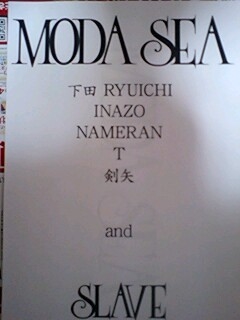 MODA SEA
下田 RYUICHI
INAZO
NAMERAN
T
剣矢
and
SLAVE